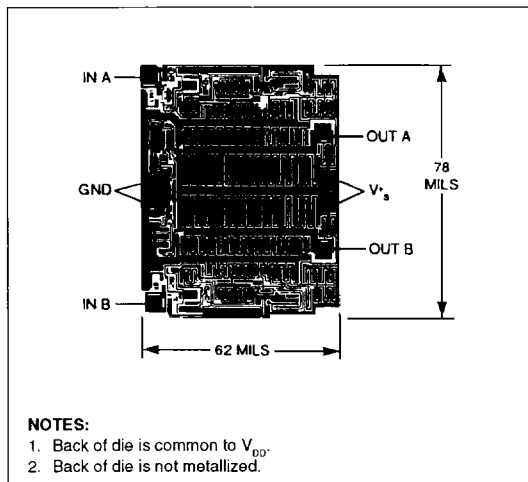 IN A
OUT A
78
MILS
GND
V+s
OUT B
IN B
62 MILS
NOTES:
1. Back of die is common to VDD.
2. Back of die is not metallized.